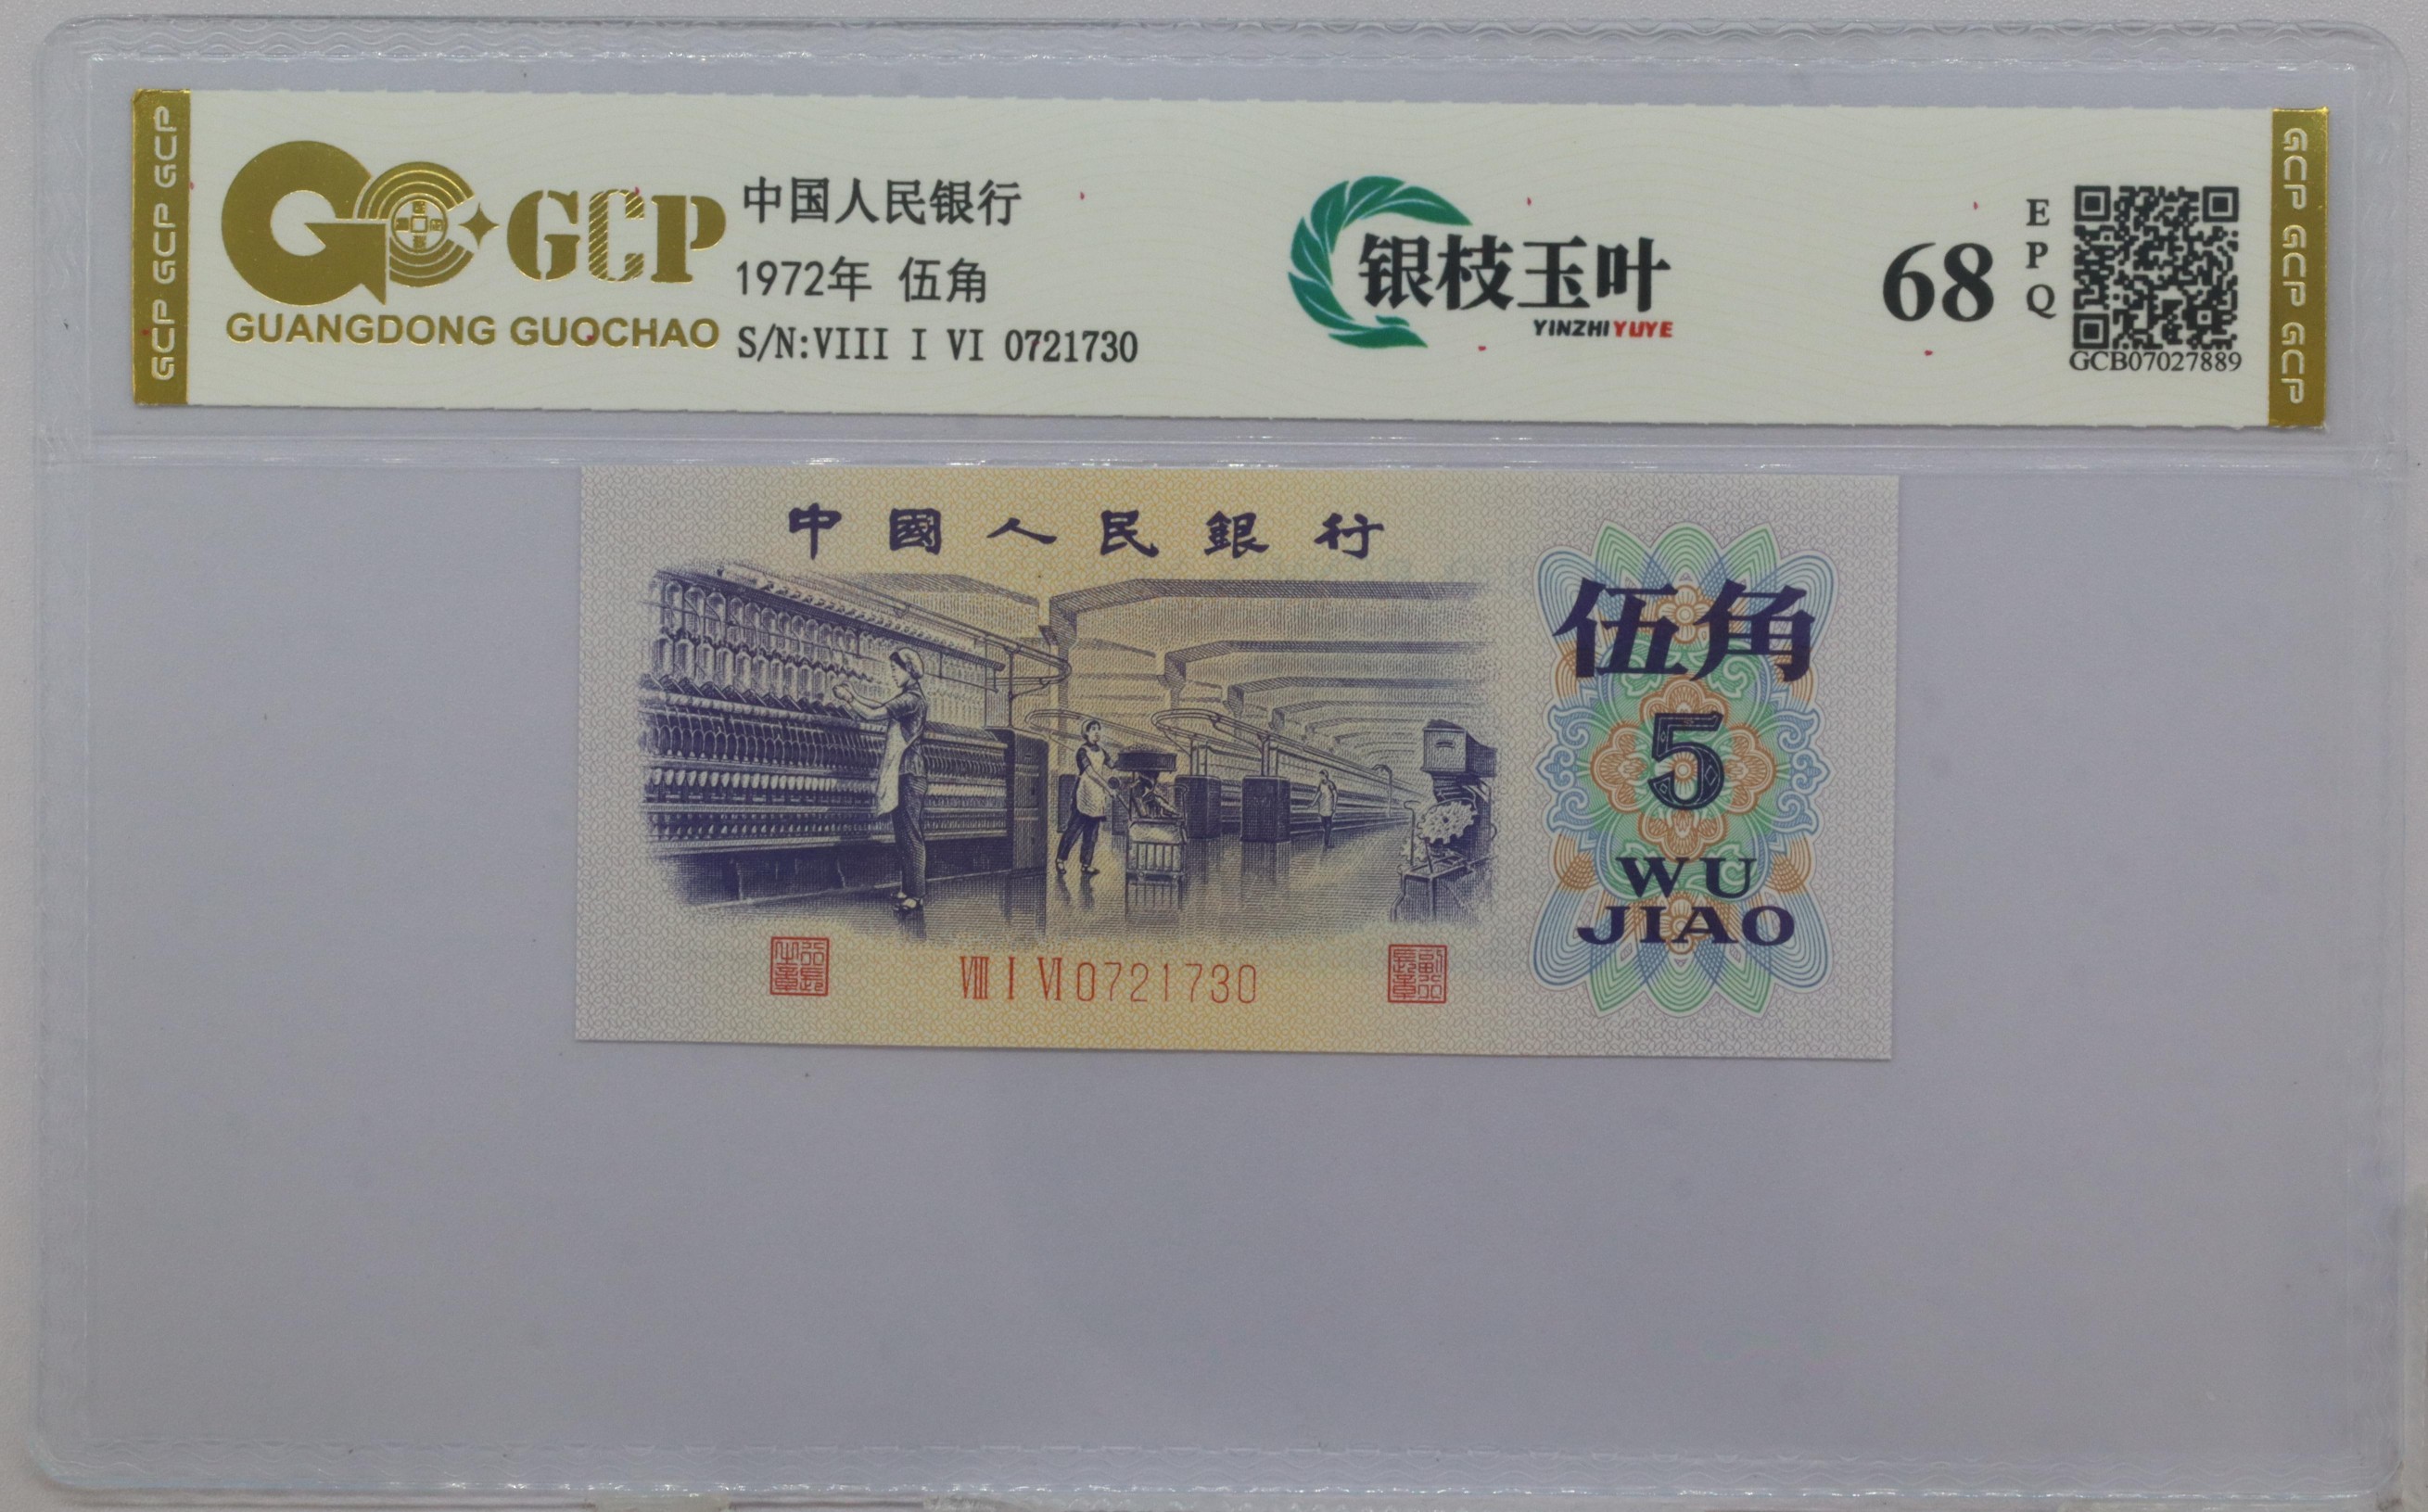 GCP GCP GCP
GCP
GUANGDONG GUOCHAO
中国人民银行
1972年 伍角
S/N:VIII I VI 0721730
银枝玉叶
YINZHIYUYE
68
EPQ
GCB07027889
GCP GCP GCP
中國人民銀行
伍角
5
WU
JIAO
VIII I VI 0721730